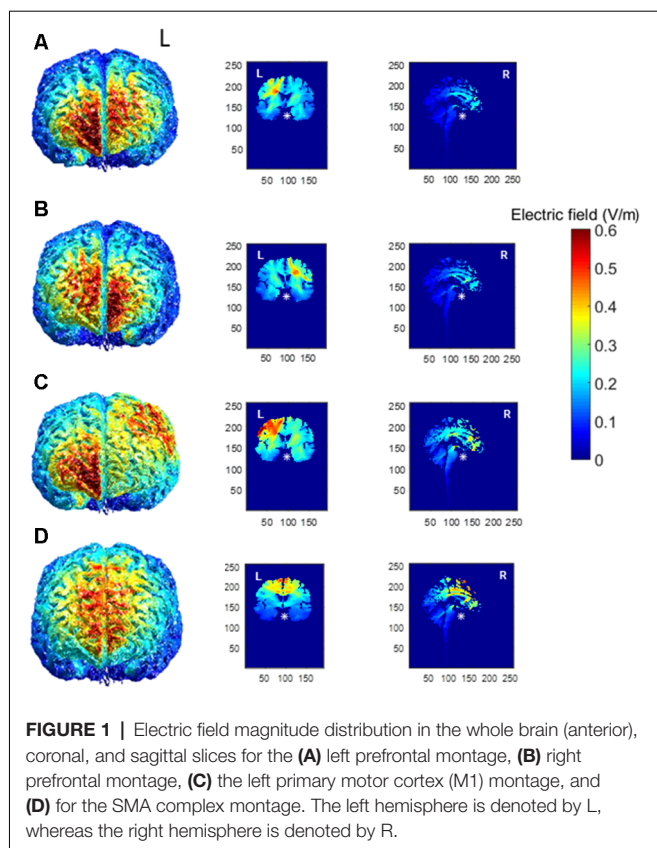 A
L
L
R
250
200
150
100
50
50 100 150
250
200
150
100
50
50 100 150 200 250
B
Electric field (V/m)
L
R
250
200
150
100
50
0
50 100 150
250
200
150
100
50
0
50 100 150 200 250
0.6
0.5
0.4
0.3
0.2
0.1
0
C
L
R
250
200
150
100
50
50 100 150
250
200
150
100
50
50 100 150 200 250
D
L
R
250
200
150
100
50
0
50 100 150
250
200
150
100
50
0
50 100 150 200 250
FIGURE 1 | Electric field magnitude distribution in the whole brain (anterior),
coronal, and sagittal slices for the (A) left prefrontal montage, (B) right
prefrontal montage, (C) the left primary motor cortex (M1) montage, and
(D) for the SMA complex montage. The left hemisphere is denoted by L,
whereas the right hemisphere is denoted by R.